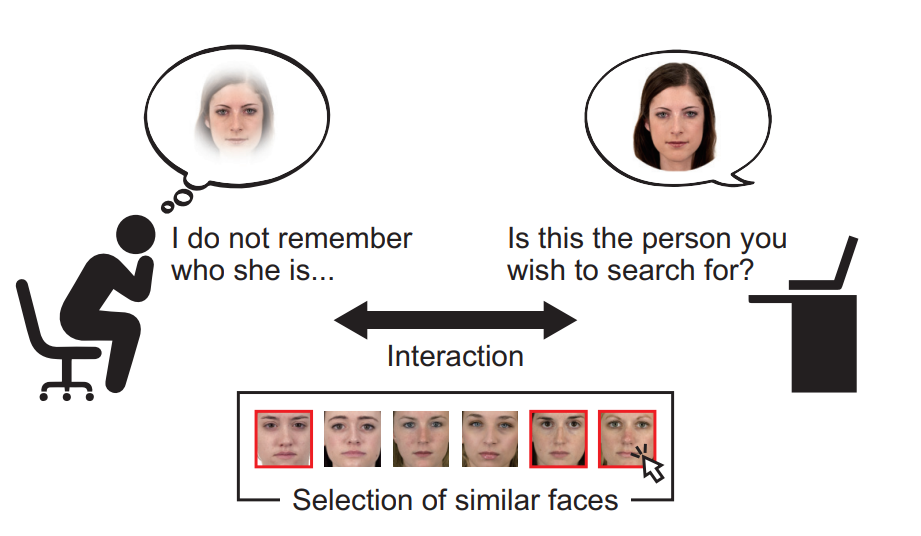 I do not remember
who she is...
Is this the person you
wish to search for?
Interaction
Selection of similar faces